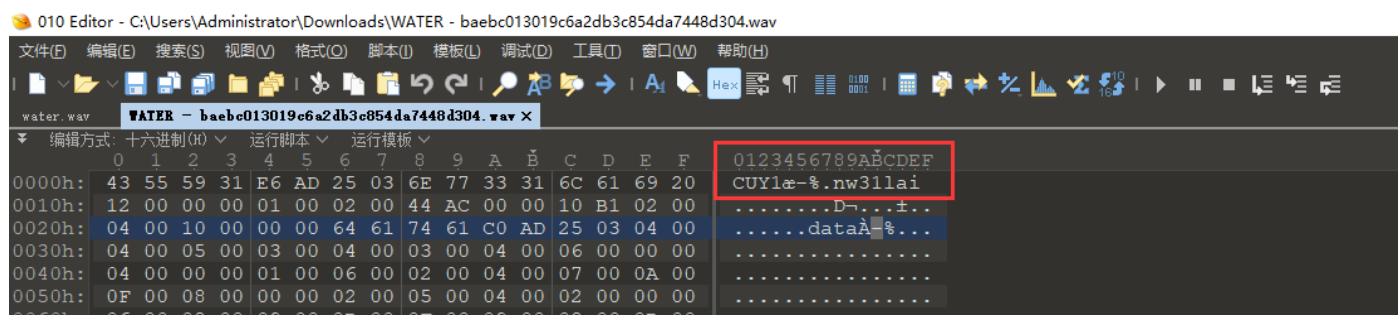 010 Editor - C:\Users\Administrator\Downloads\WATER - baebc013019c6a2db3c854da7448d304.wav
文件(F) 编辑(E) 搜索(S) 视图(V) 格式(O) 脚本(I) 模板(L) 调试(D) 工具(T) 窗口(W) 帮助(H)
Hex
water.wav WATER - baebc013019c6a2db3c854da7448d304.wav ×
编辑方式: 十六进制(H) 运行脚本 运行模板
0 1 2 3 4 5 6 7 8 9 A B C D E F 0123456789ABCDEF
0000h: 43 55 59 31 E6 AD 25 03 6E 77 33 31 6C 61 69 20 CUY1æ-%.nw31lai
0010h: 12 00 00 00 01 00 02 00 44 AC 00 00 10 B1 02 00 ........D¬...±..
0020h: 04 00 10 00 00 00 64 61 74 61 C0 AD 25 03 04 00 ......dataÀ-%...
0030h: 04 00 05 00 03 00 04 00 03 00 04 00 06 00 00 00 ................
0040h: 04 00 00 00 01 00 06 00 02 00 04 00 07 00 0A 00 ................
0050h: 0F 00 08 00 00 00 02 00 05 00 04 00 02 00 00 00 ................